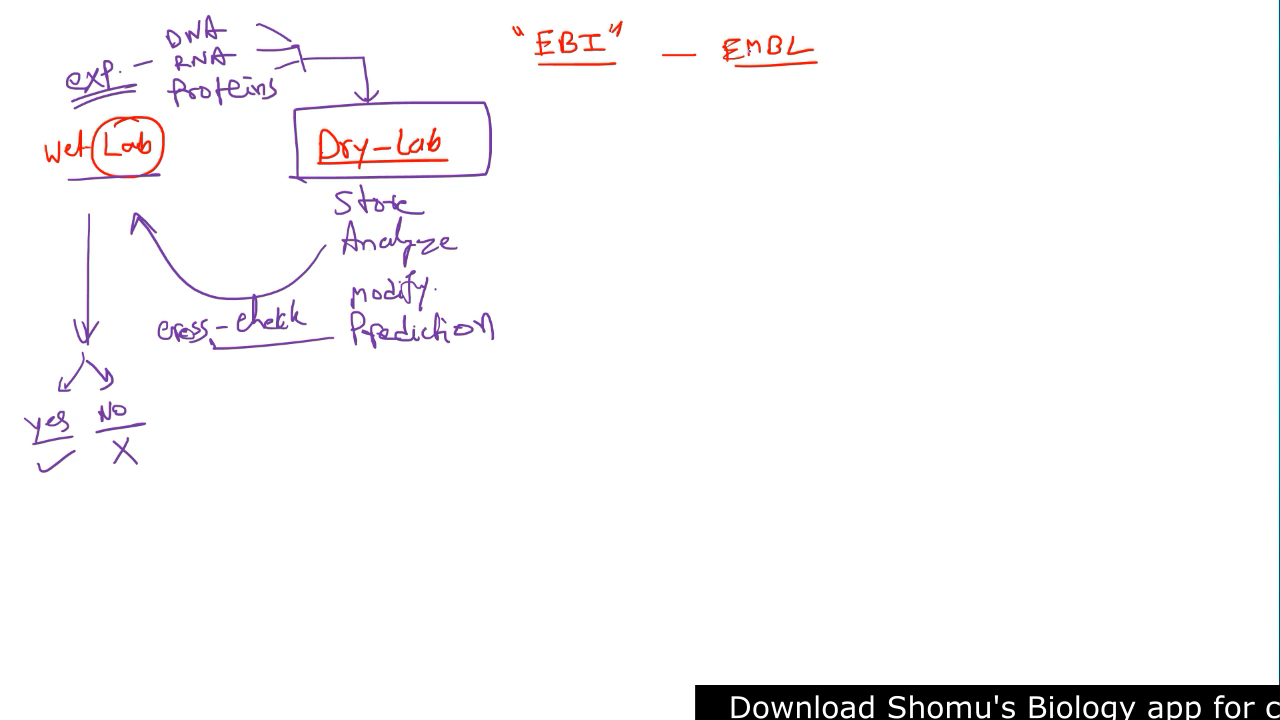 exp. - DNA
RNA
Proteins
Wet Lab
Dry-Lab
Store
Analyze
modify.
Prediction
cross-check
Yes NO
✓ X
"EBI" — EMBL
Download Shomu's Biology app for c